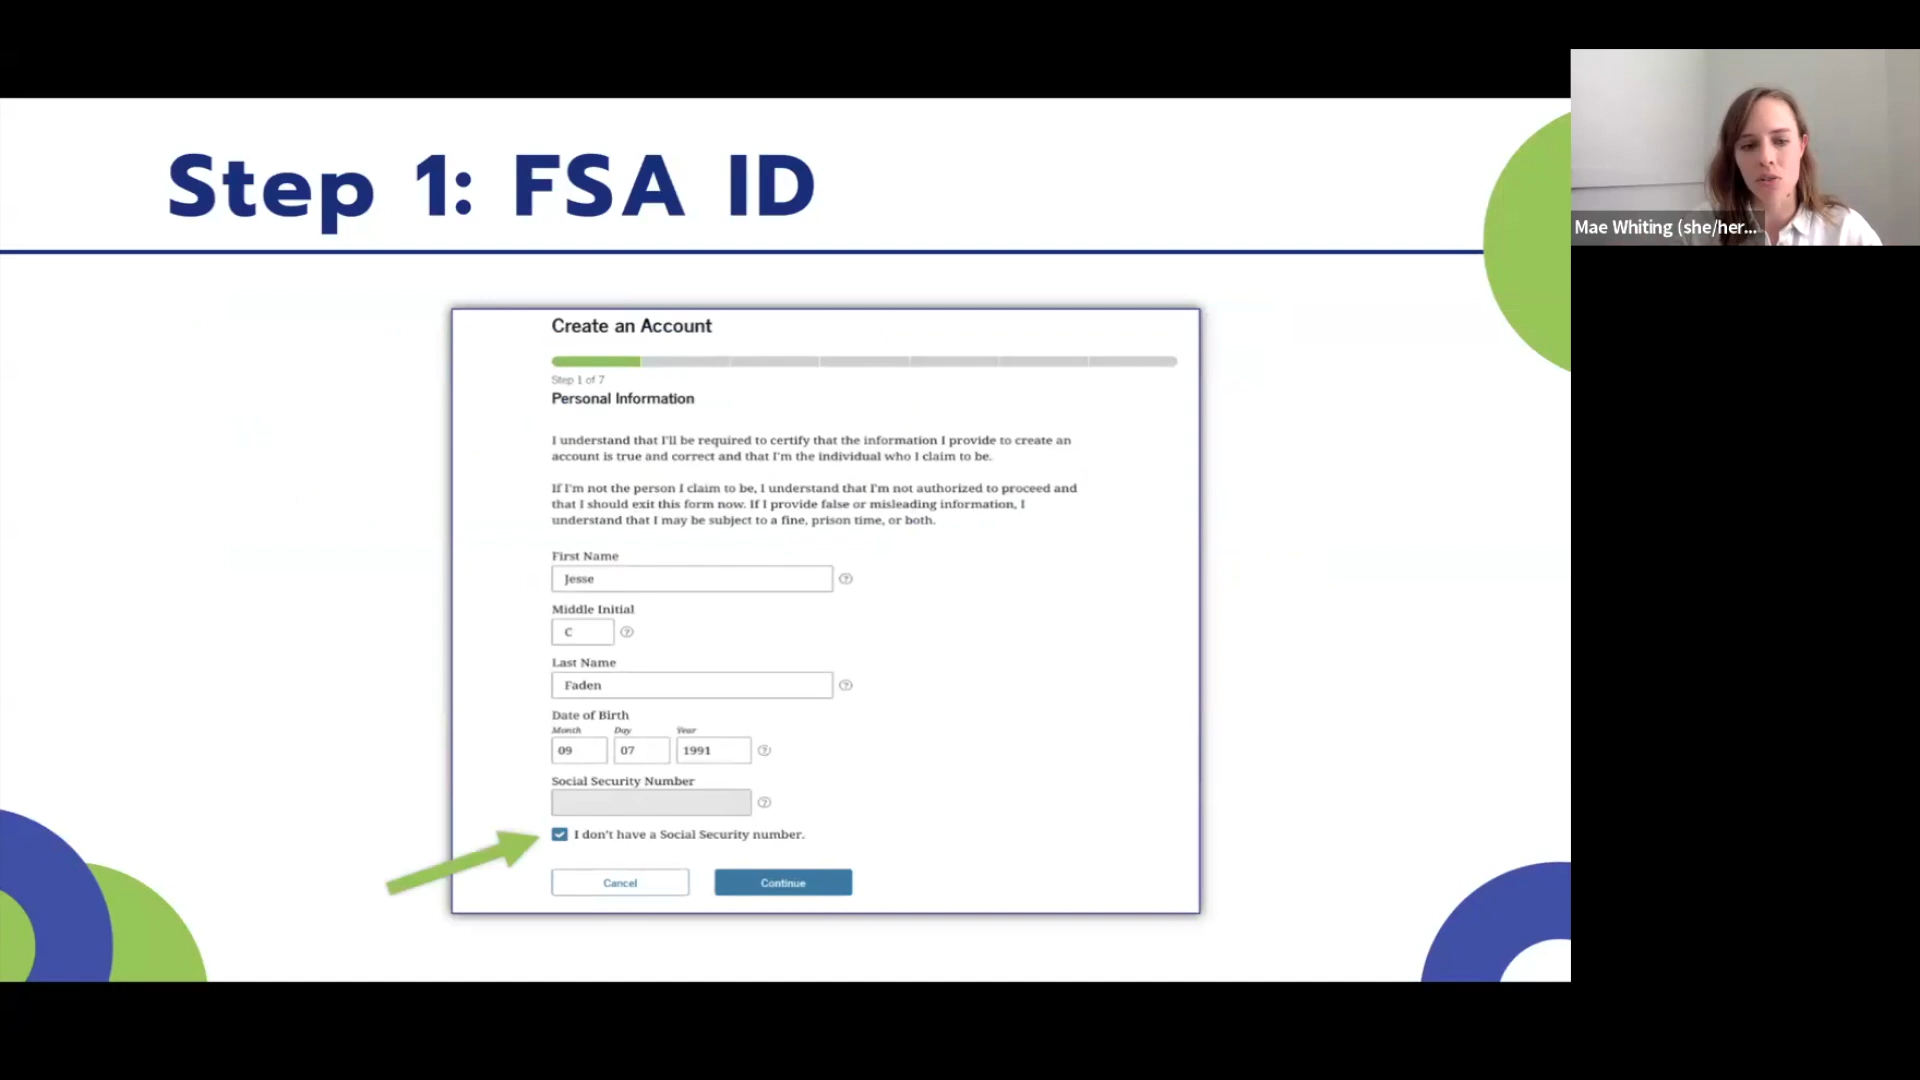 Step 1: FSA ID
Mae Whiting (she/her...
Create an Account
Step 1 of 7
Personal Information
I understand that I'll be required to certify that the information I provide to create an
account is true and correct and that I'm the individual who I claim to be.
If I'm not the person I claim to be, I understand that I'm not authorized to proceed and
that I should exit this form now. If I provide false or misleading information, I
understand that I may be subject to a fine, prison time, or both.
First Name
Jesse
Middle Initial
C
Last Name
Faden
Date of Birth
Month Day Year
09 07 1991
Social Security Number
I don't have a Social Security number.
Cancel Continue